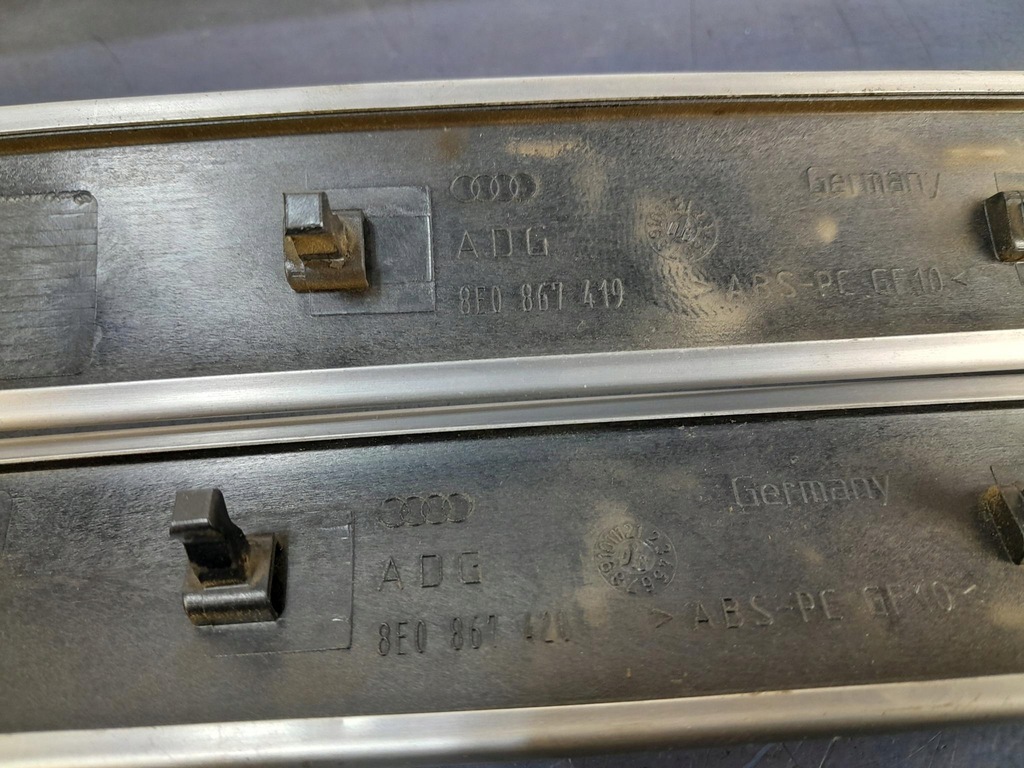 Germany
ADG
8E0 867 419
>ABS-PC GF10<
Germany
ADG
8E0 867 420
>ABS-PC GF10<